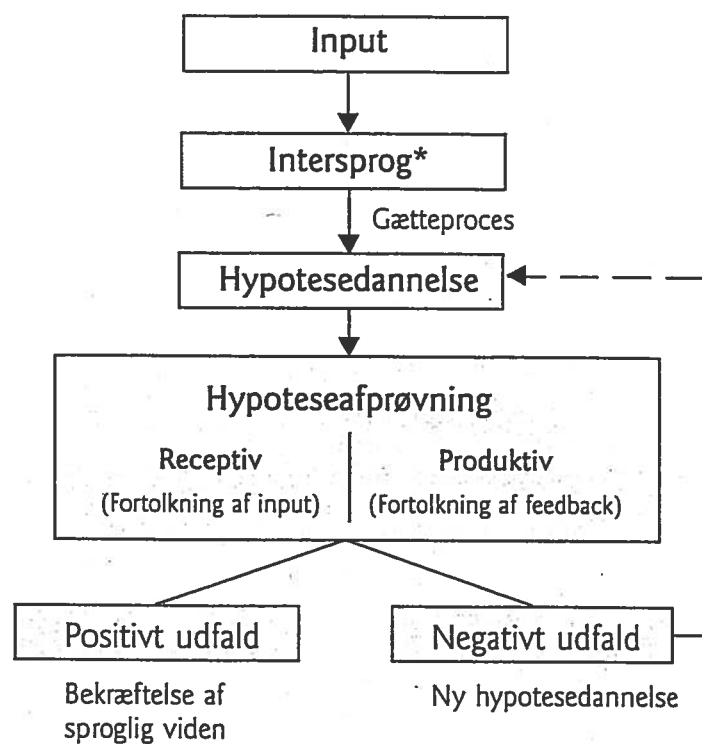 Input
Intersprog*
Gætteproces
Hypotesedannelse
Hypoteseafprøvning
Receptiv
(Fortolkning af input)
Produktiv
(Fortolkning af feedback)
Positivt udfald
Negativt udfald
Bekræftelse af
sproglig viden
Ny hypotesedannelse